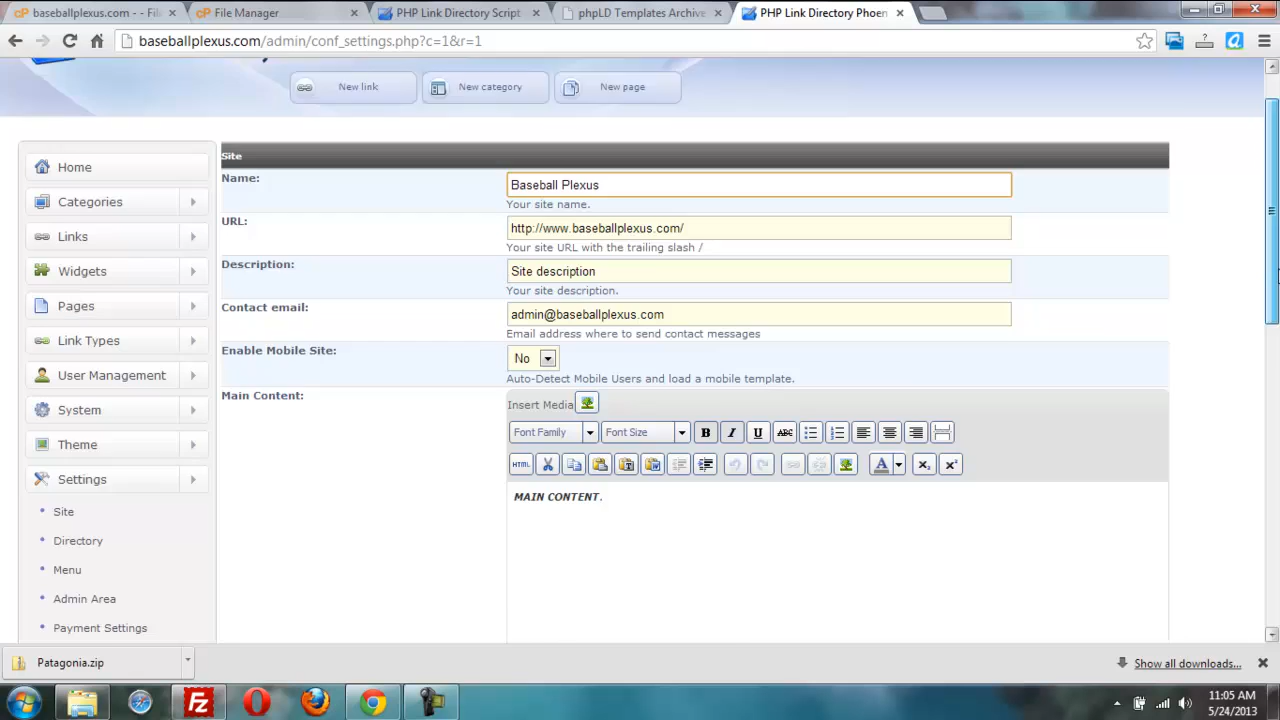 baseballplexus.com - - Fil
File Manager
PHP Link Directory Script
phpLD Templates Archive
PHP Link Directory Phoen
baseballplexus.com/admin/conf_settings.php?c=1&r=1
New link
New category
New page
Home
Categories
Links
Widgets
Pages
Link Types
User Management
System
Theme
Settings
Site
Directory
Menu
Admin Area
Payment Settings
Site
Name:
Baseball Plexus
Your site name.
URL:
http://www.baseballplexus.com/
Your site URL with the trailing slash /
Description:
Site description
Your site description.
Contact email:
admin@baseballplexus.com
Email address where to send contact messages
Enable Mobile Site:
No
Auto-Detect Mobile Users and load a mobile template.
Main Content:
Insert Media
Font Family
Font Size
B I U ABC
HTML
A
MAIN CONTENT.
Patagonia.zip
Show all downloads...
11:05 AM
5/24/2013